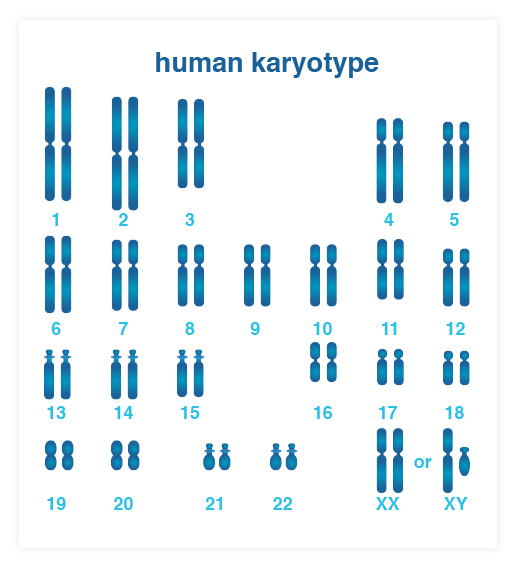 human karyotype
1 2 3 4 5
6 7 8 9 10 11 12
13 14 15 16 17 18
or
19 20 21 22 XX XY